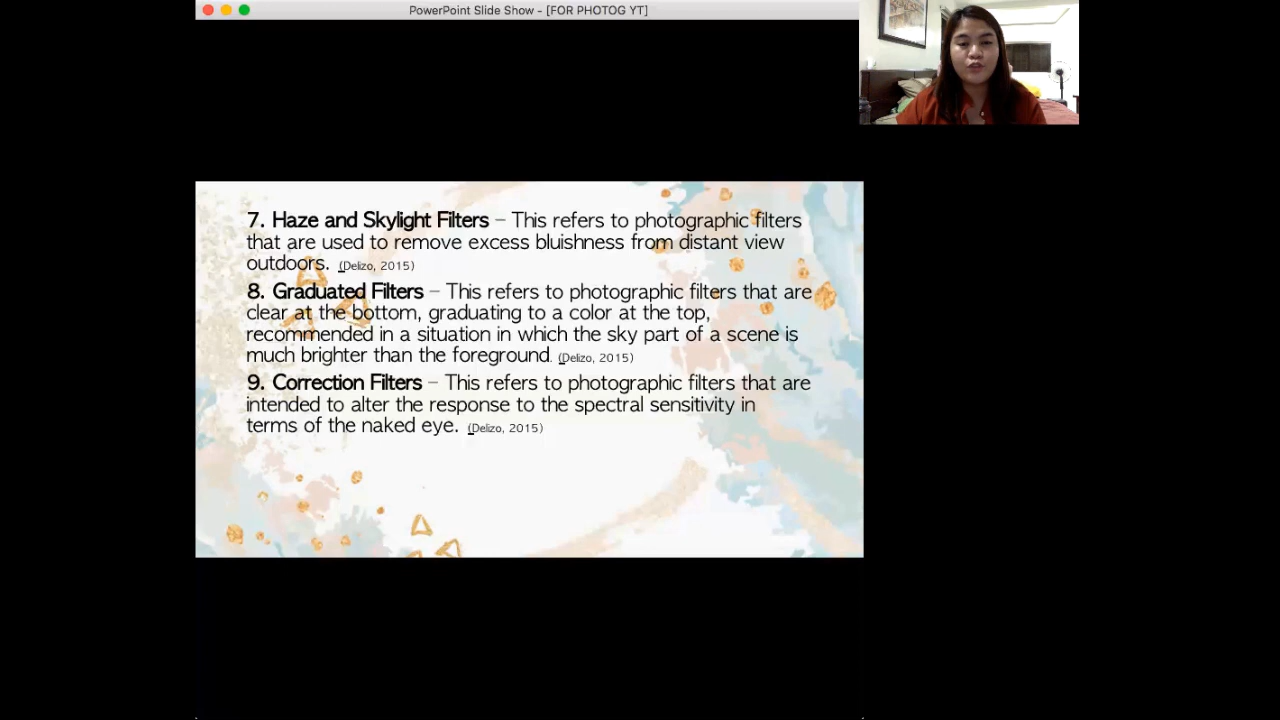 PowerPoint Slide Show - [FOR PHOTOG YT]
7. Haze and Skylight Filters – This refers to photographic filters
that are used to remove excess bluishness from distant view
outdoors. (Delizo, 2015)
8. Graduated Filters – This refers to photographic filters that are
clear at the bottom, graduating to a color at the top,
recommended in a situation in which the sky part of a scene is
much brighter than the foreground. (Delizo, 2015)
9. Correction Filters – This refers to photographic filters that are
intended to alter the response to the spectral sensitivity in
terms of the naked eye. (Delizo, 2015)